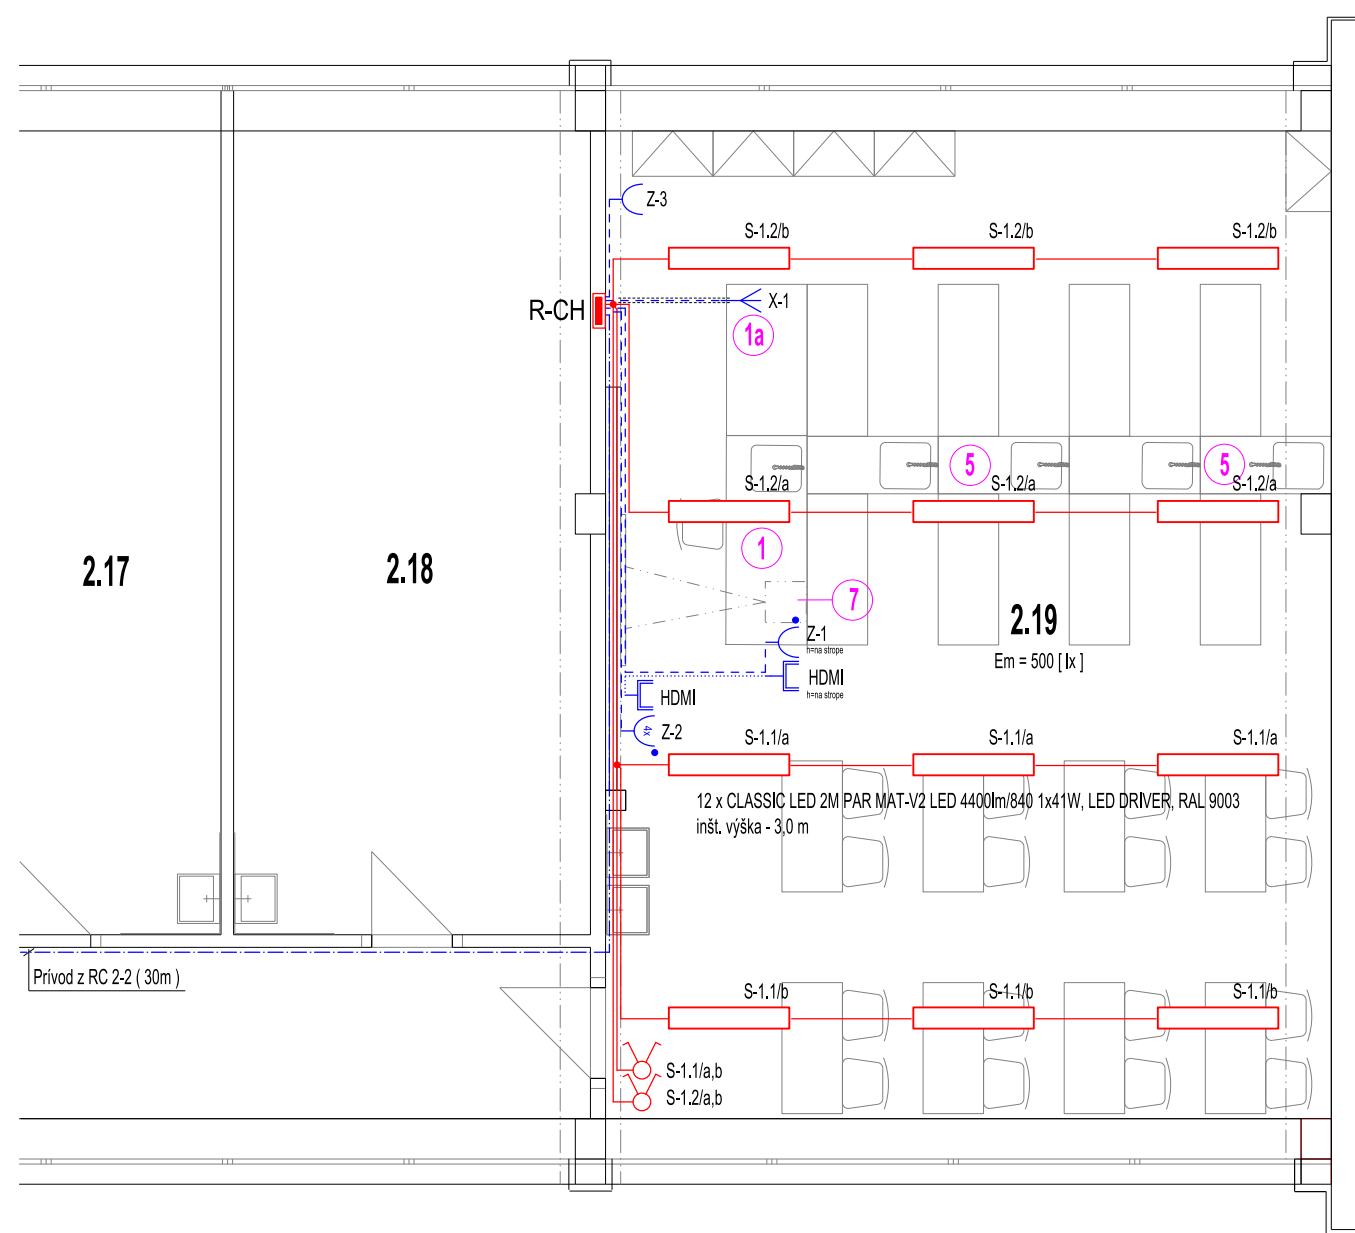 Z-3
S-1.2/b
S-1.2/b
S-1.2/b
R-CH
X-1
1a
5
5
S-1.2/a
S-1.2/a
S-1.2/a
1
2.17
2.18
7
2.19
Z-1
h=na strope
Em = 500 [ lx ]
HDMI
h=na strope
HDMI
4x
Z-2
S-1.1/a
S-1.1/a
S-1.1/a
12 x CLASSIC LED 2M PAR MAT-V2 LED 4400lm/840 1x41W, LED DRIVER, RAL 9003
inšt. výška - 3,0 m
Prívod z RC 2-2 ( 30m )
S-1.1/b
S-1.1/b
S-1.1/b
S-1.1/a,b
S-1.2/a,b